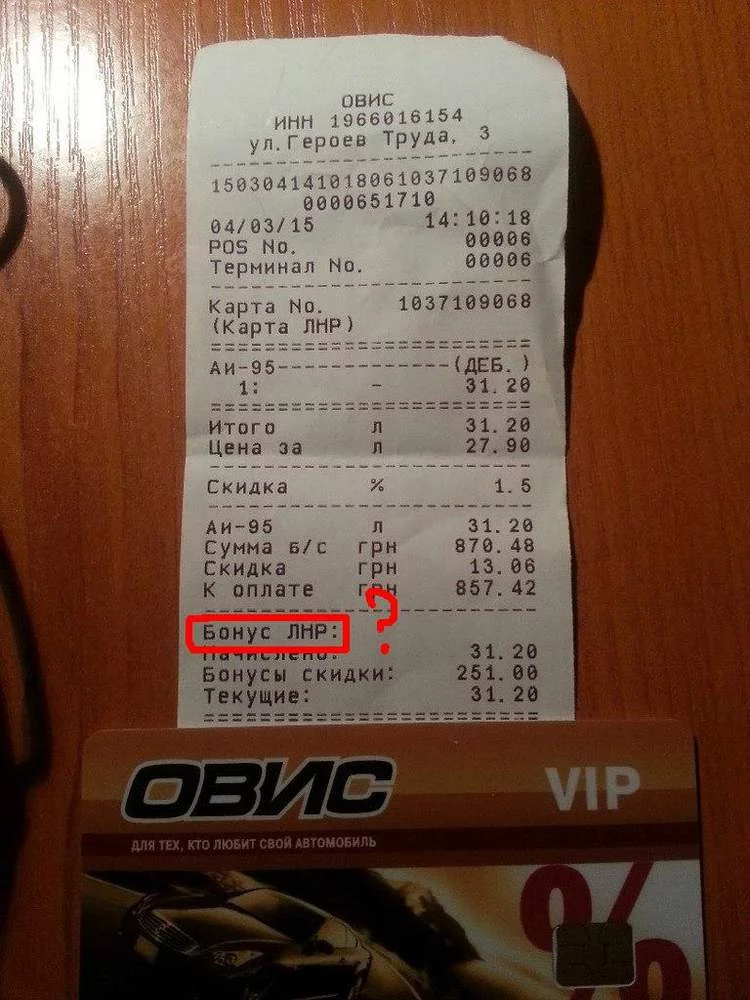 ОВИС
ИНН 1966016154
ул.Героев Труда, 3
150304141018061037109068
0000651710
04/03/15 14:10:18
POS No. 00006
Терминал No. 00006
Карта No. 1037109068
(Карта ЛНР)
Аи-95-------------(ДЕБ.)
1: - 31.20
Итого л 31.20
Цена за л 27.90
Скидка % 1.5
Аи-95 л 31.20
Сумма б/с грн 870.48
Скидка грн 13.06
К оплате грн 857.42
?
Бонус ЛНР:
Начислено: 31.20
Бонусы скидки: 251.00
Текущие: 31.20
ОВИС VIP
ДЛЯ ТЕХ, КТО ЛЮБИТ СВОЙ АВТОМОБИЛЬ
%